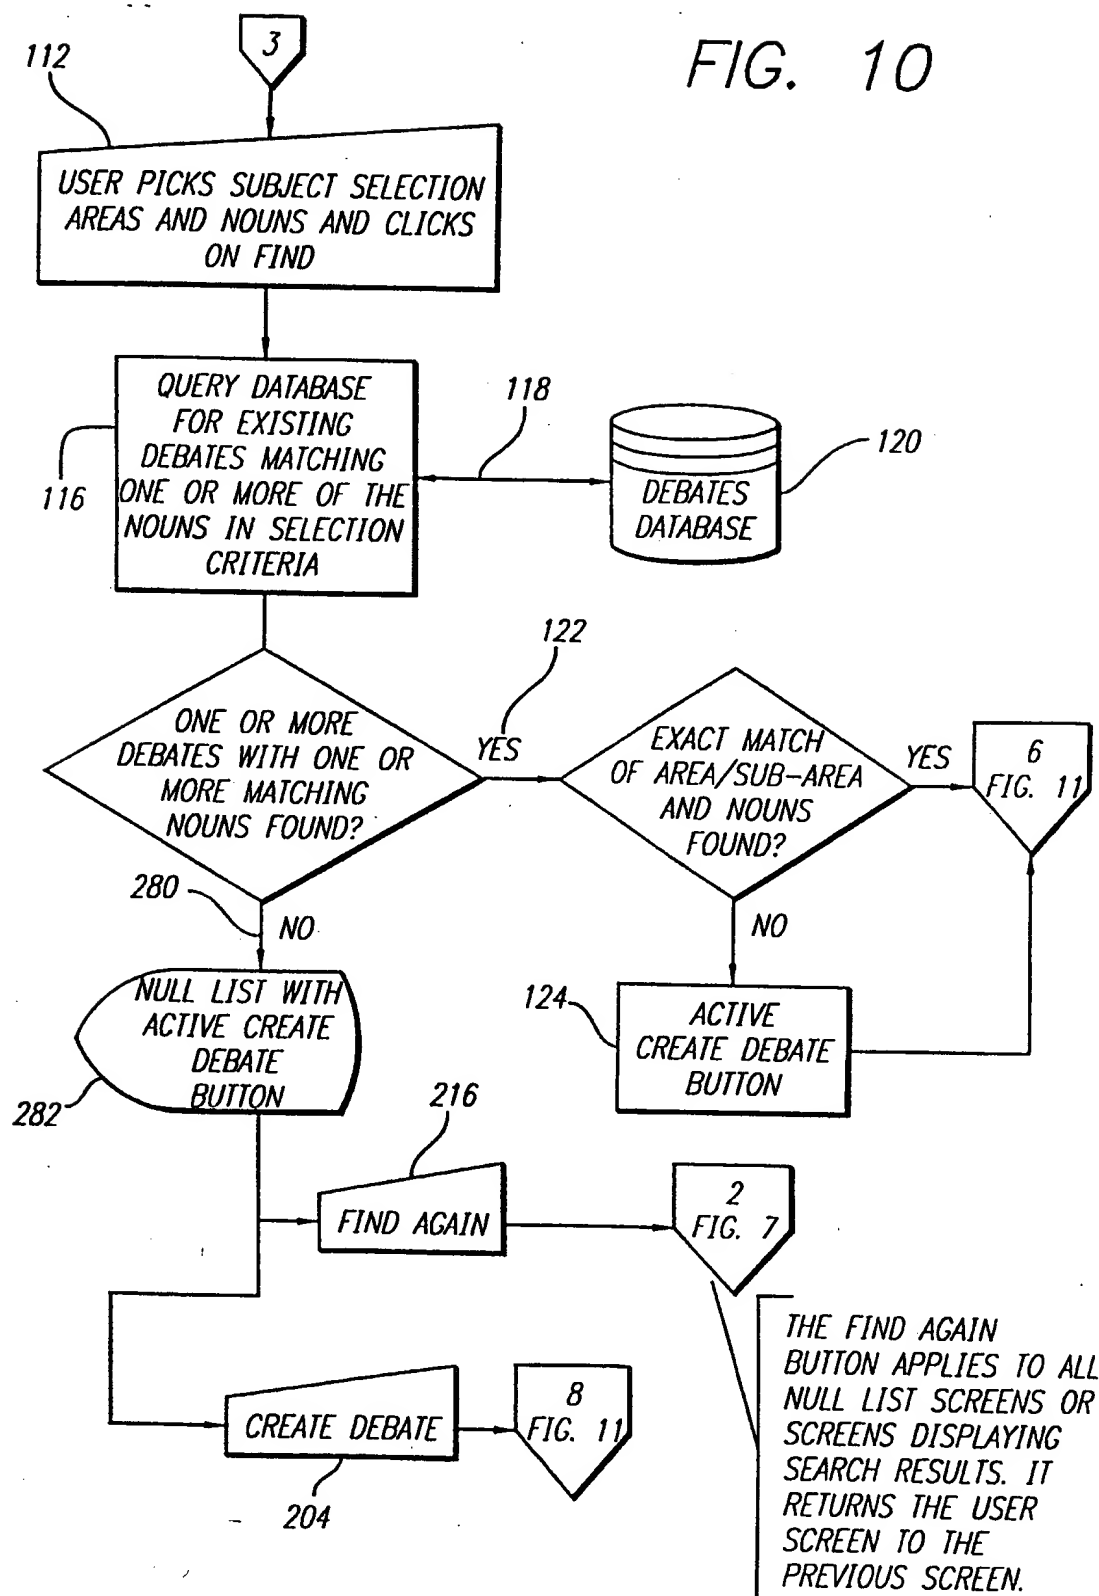 FIG. 10
3
112
USER PICKS SUBJECT SELECTION
AREAS AND NOUNS AND CLICKS
ON FIND
QUERY DATABASE
FOR EXISTING
DEBATES MATCHING
ONE OR MORE OF THE
NOUNS IN SELECTION
CRITERIA
116
118
DEBATES
DATABASE
120
ONE OR MORE
DEBATES WITH ONE OR
MORE MATCHING
NOUNS FOUND?
122
YES
EXACT MATCH
OF AREA/SUB-AREA
AND NOUNS
FOUND?
YES
6
FIG. 11
280
NO
NO
NULL LIST WITH
ACTIVE CREATE
DEBATE
BUTTON
282
124
ACTIVE
CREATE DEBATE
BUTTON
216
FIND AGAIN
2
FIG. 7
CREATE DEBATE
204
8
FIG. 11
THE FIND AGAIN
BUTTON APPLIES TO ALL
NULL LIST SCREENS OR
SCREENS DISPLAYING
SEARCH RESULTS. IT
RETURNS THE USER
SCREEN TO THE
PREVIOUS SCREEN.